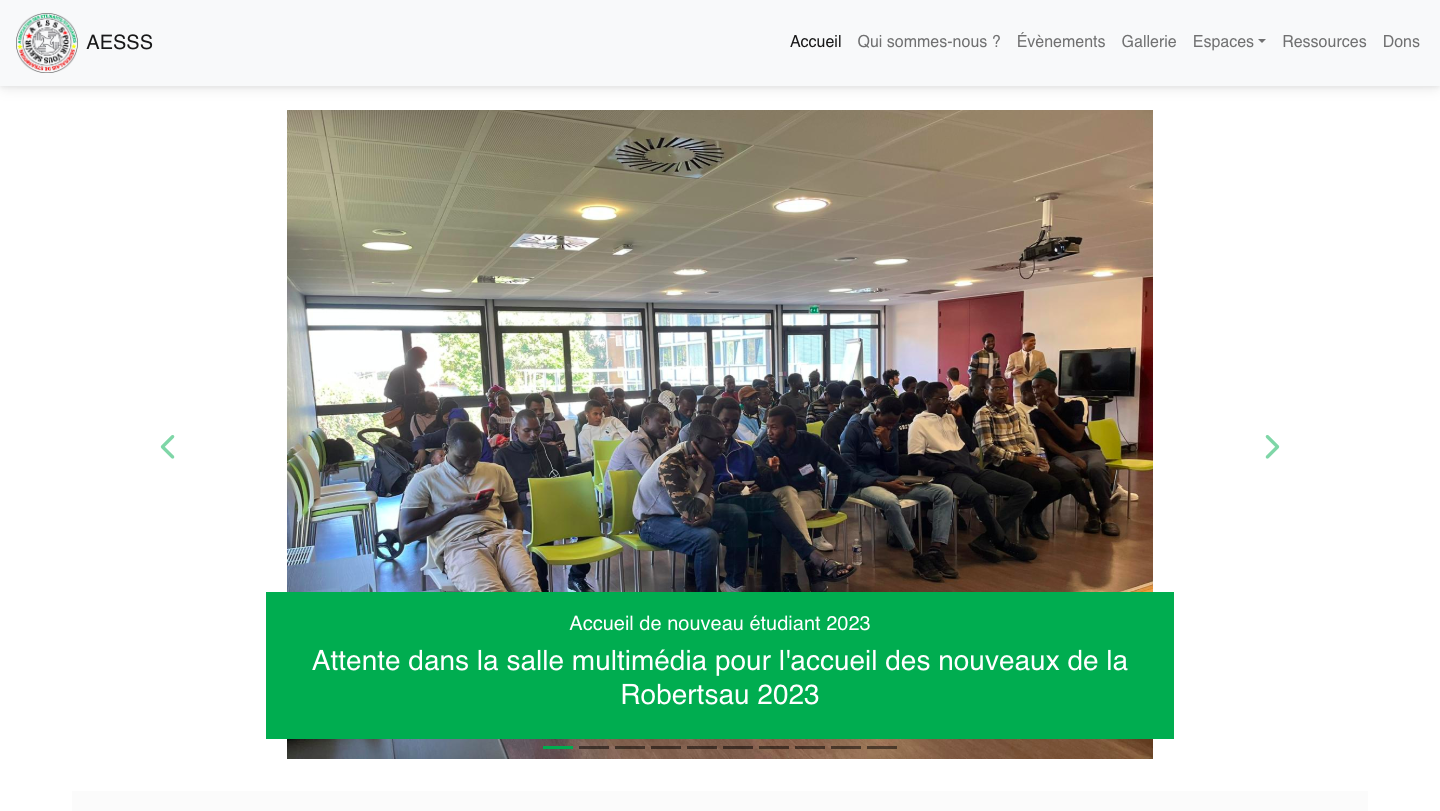 AESSS
Accueil
Qui sommes-nous ?
Évènements
Gallerie
Espaces
Ressources
Dons
Accueil de nouveau étudiant 2023
Attente dans la salle multimédia pour l'accueil des nouveaux de la
Robertsau 2023